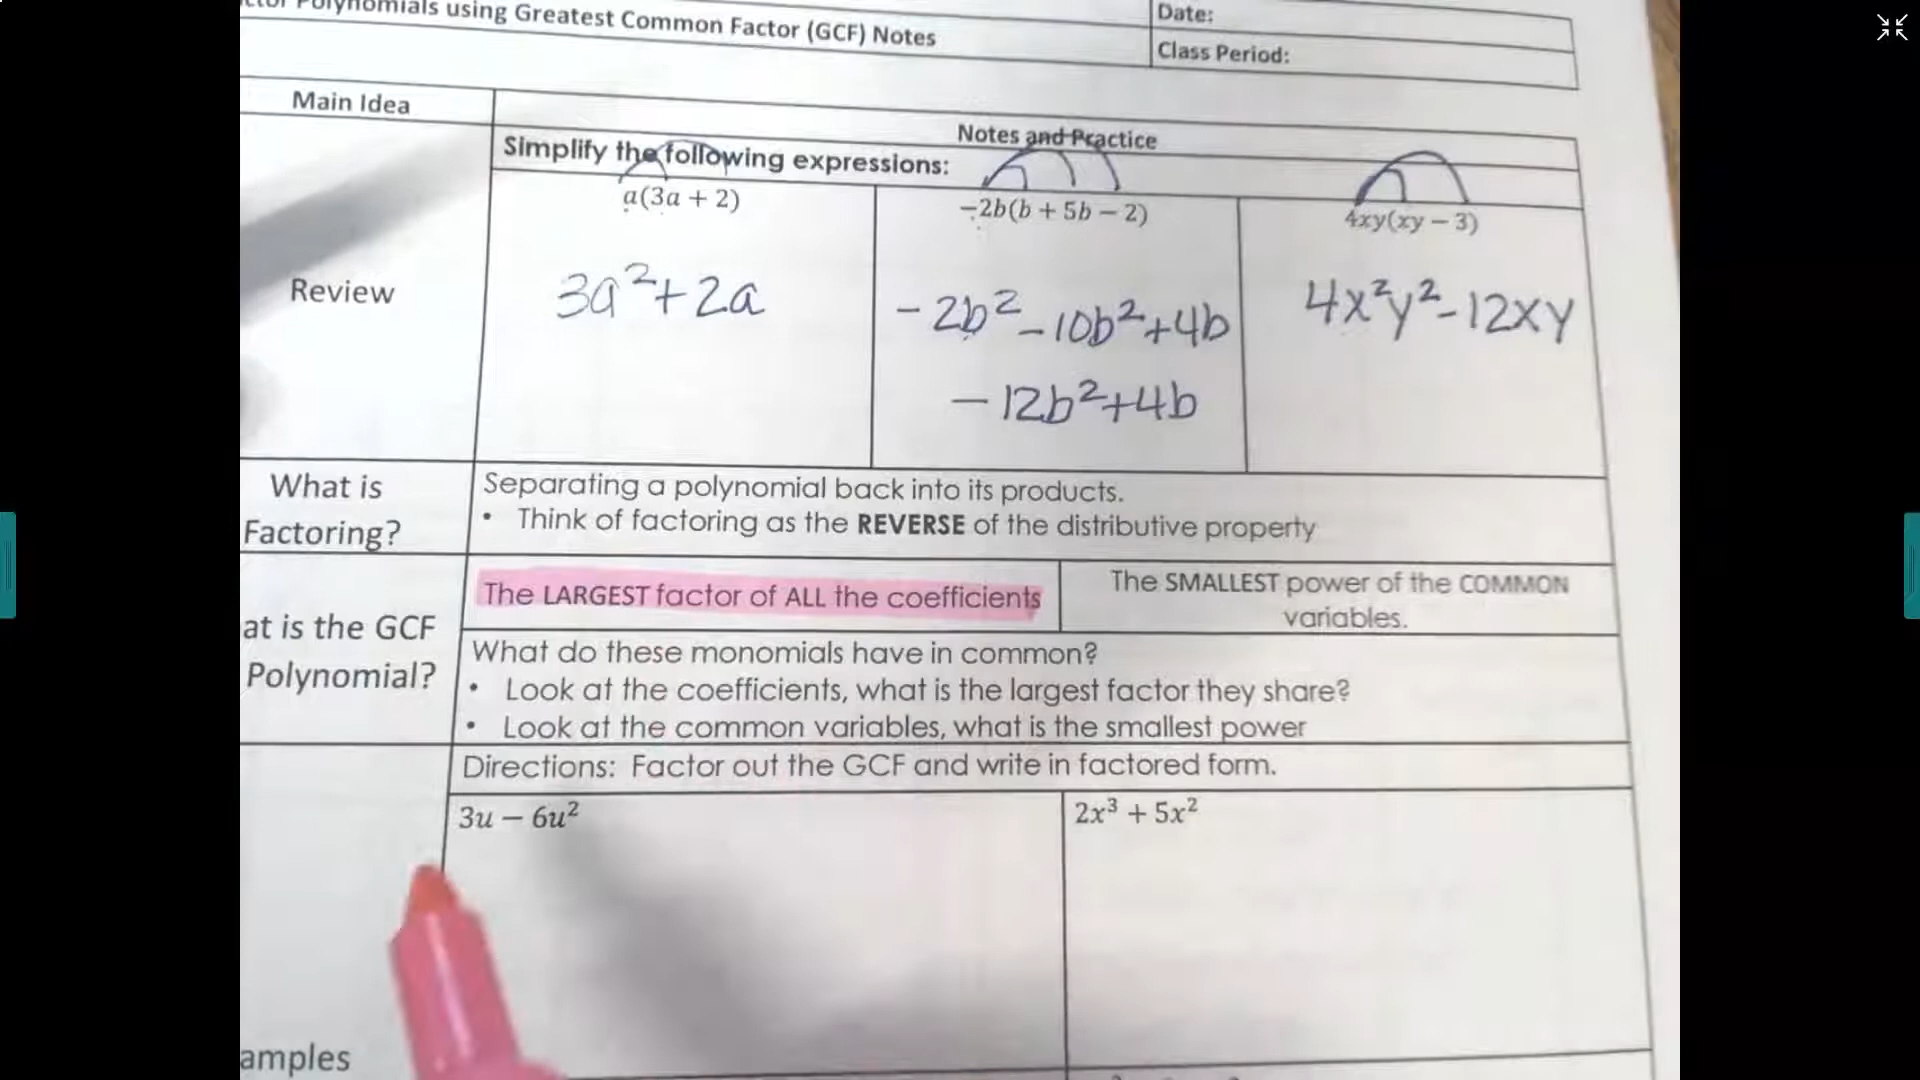 Polynomials using Greatest Common Factor (GCF) Notes
Date:
Class Period:
Main Idea
Notes and Practice
Simplify the following expressions:
a(3a + 2)
−2b(b + 5b − 2)
4xy(xy − 3)
Review
3a²+2a
-2b²-10b²+4b
-12b²+4b
4x²y²-12xy
What is
Factoring?
Separating a polynomial back into its products.
• Think of factoring as the REVERSE of the distributive property
at is the GCF
Polynomial?
The LARGEST factor of ALL the coefficients
The SMALLEST power of the COMMON
variables.
What do these monomials have in common?
• Look at the coefficients, what is the largest factor they share?
• Look at the common variables, what is the smallest power
Directions: Factor out the GCF and write in factored form.
3u − 6u²
2x³ + 5x²
amples